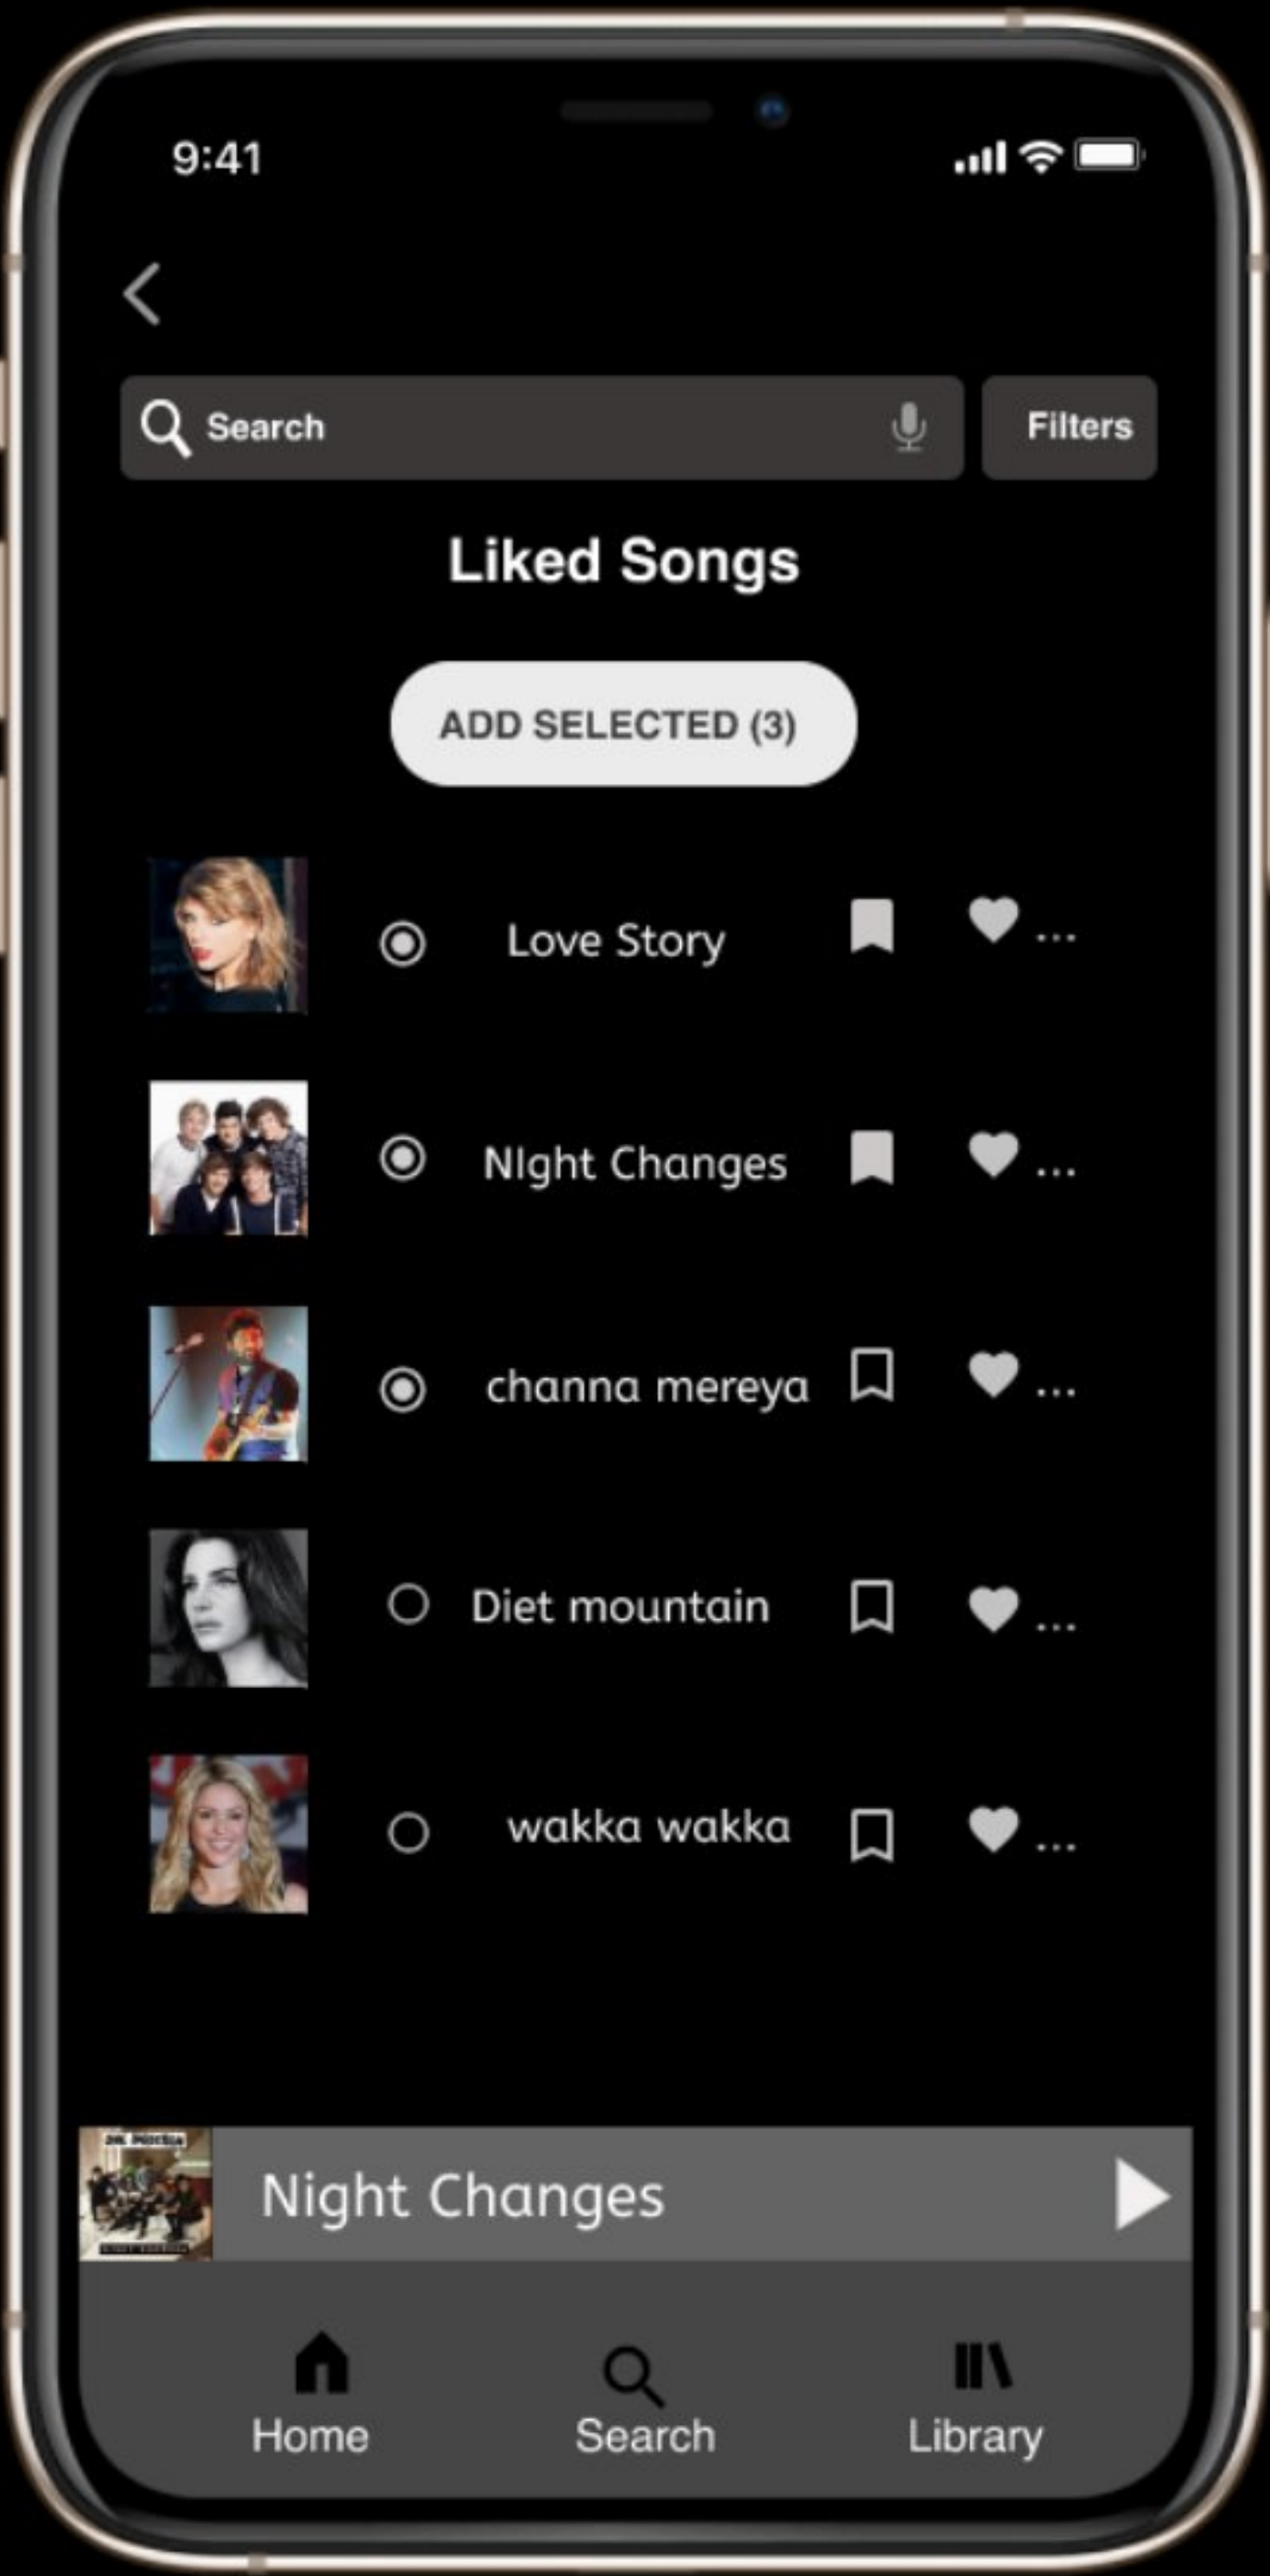 9:41
Search
Filters
Liked Songs
ADD SELECTED (3)
Love Story
...
NIght Changes
...
channa mereya
...
Diet mountain
...
wakka wakka
...
Night Changes
Home
Search
Library